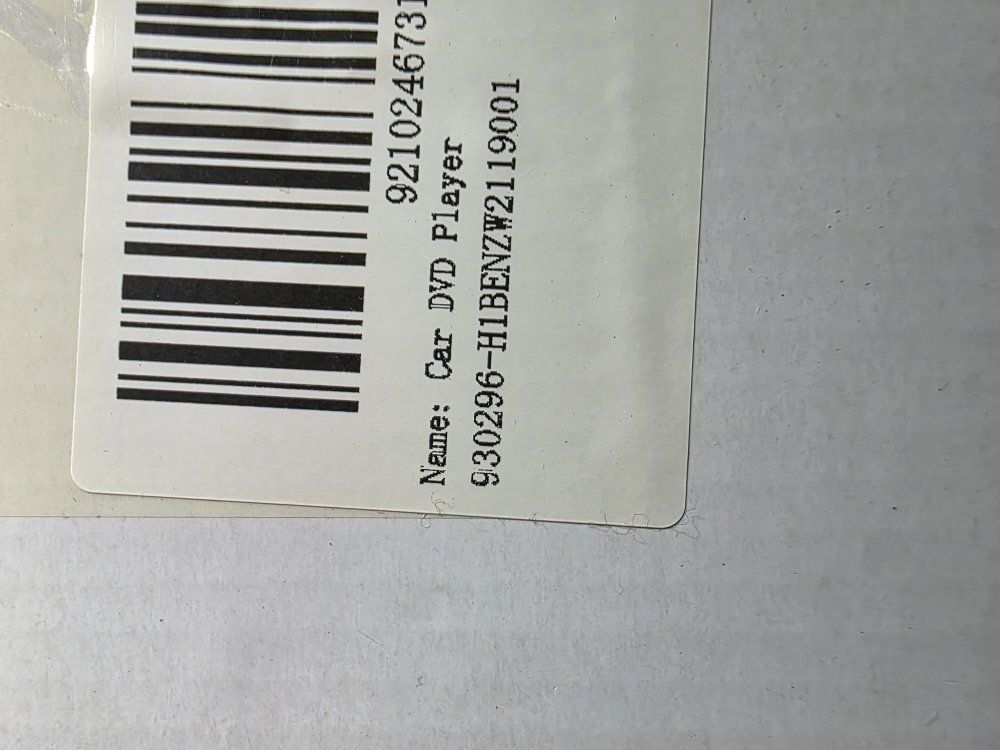 9210246731
Name: Car DVD Player
930296-H1BENZW2119001